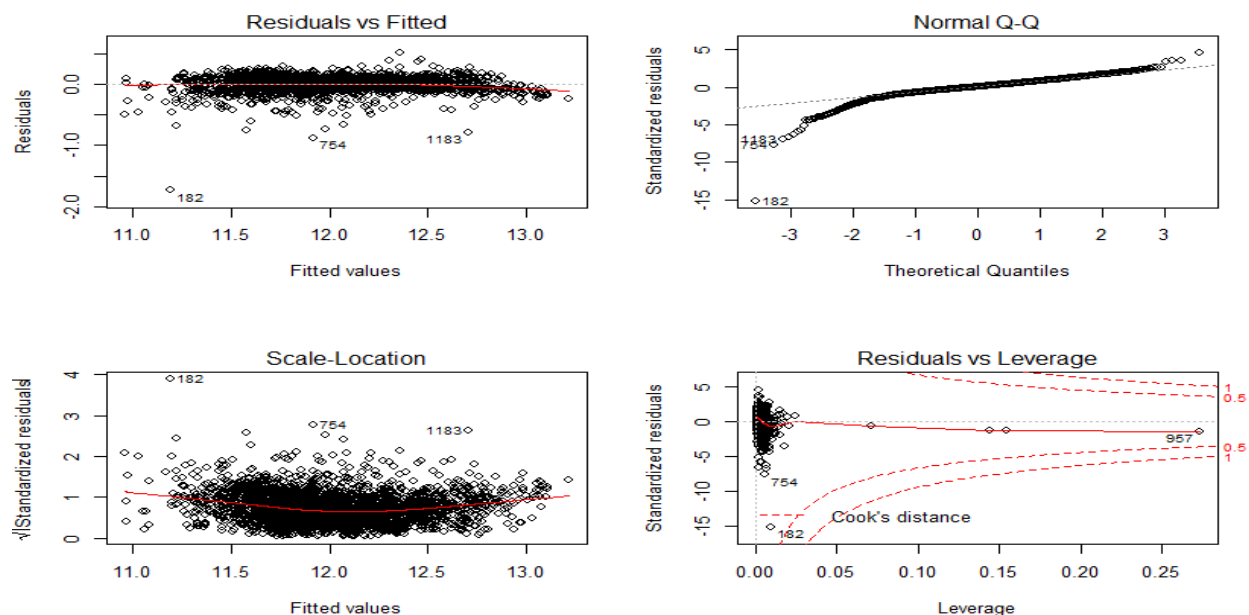 Residuals vs Fitted
Residuals
0.0
-1.0
-2.0
182
754
1183
11.0 11.5 12.0 12.5 13.0
Fitted values
Normal Q-Q
Standardized residuals
5
0
-5
-10
-15
1183
754
182
-3 -2 -1 0 1 2 3
Theoretical Quantiles
Scale-Location
√|Standardized residuals|
4
3
2
1
0
182
754
1183
11.0 11.5 12.0 12.5 13.0
Fitted values
Residuals vs Leverage
Standardized residuals
5
0
-5
-10
-15
1
0.5
957
0.5
1
754
Cook's distance
182
0.00 0.05 0.10 0.15 0.20 0.25
Leverage